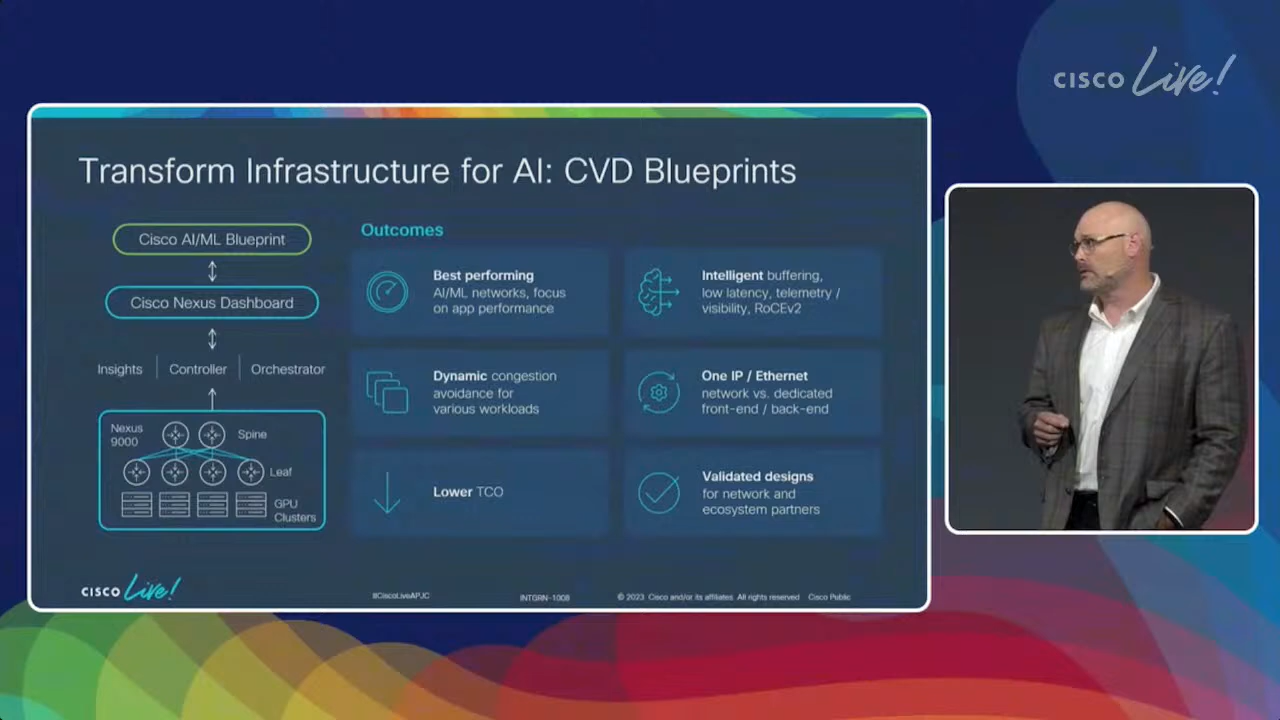 CISCO Live!
Transform Infrastructure for AI: CVD Blueprints
Cisco AI/ML Blueprint
Cisco Nexus Dashboard
Insights
Controller
Orchestrator
Nexus
9000
Spine
Leaf
GPU
Clusters
Outcomes
Best performing
AI/ML networks, focus
on app performance
Intelligent buffering,
low latency, telemetry /
visibility, RoCEv2
Dynamic congestion
avoidance for
various workloads
One IP / Ethernet
network vs. dedicated
front-end / back-end
Lower TCO
Validated designs
for network and
ecosystem partners
CISCO Live!
#CiscoLiveAPJC
INTGRN-1008
© 2023 Cisco and/or its affiliates. All rights reserved. Cisco Public